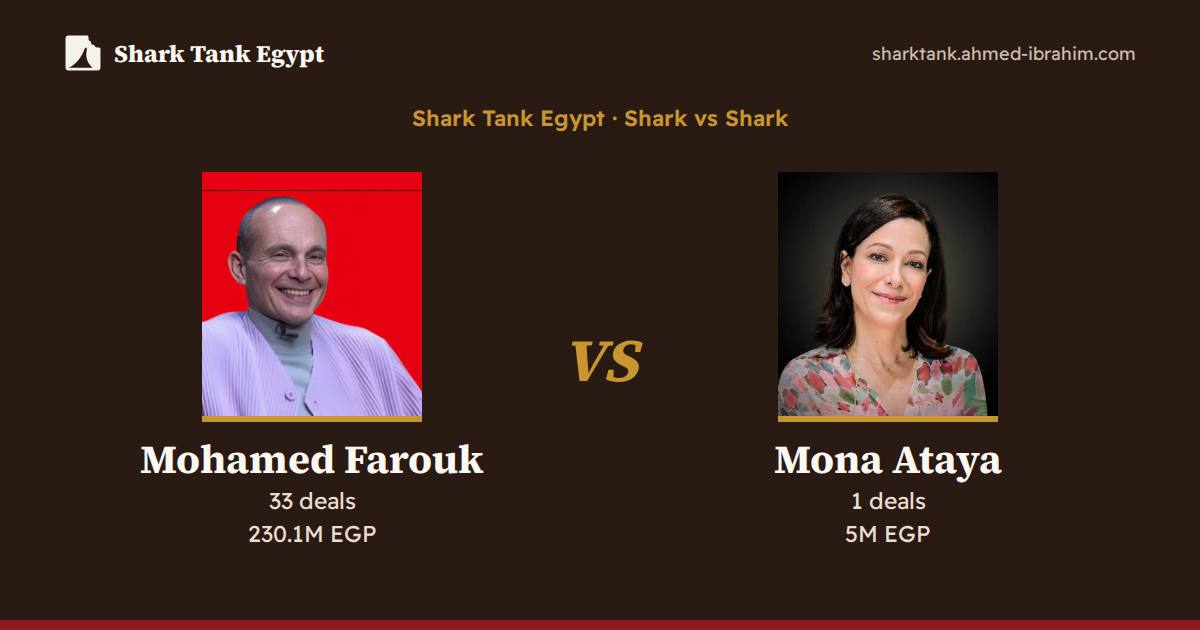 Shark Tank Egypt
sharktank.ahmed-ibrahim.com
Shark Tank Egypt · Shark vs Shark
VS
Mohamed Farouk
33 deals
230.1M EGP
Mona Ataya
1 deals
5M EGP